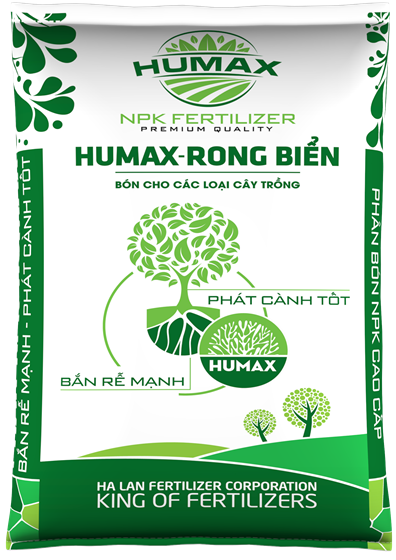 HUMAX
NPK FERTILIZER
PREMIUM QUALITY
HUMAX-RONG BIỂN
BÓN CHO CÁC LOẠI CÂY TRỒNG
PHÁT CÀNH TỐT
HUMAX
BẮN RỄ MẠNH
BẮN RỄ MẠNH - PHÁT CÀNH TỐT
PHÂN BÓN NPK CAO CẤP
HA LAN FERTILIZER CORPORATION
KING OF FERTILIZERS